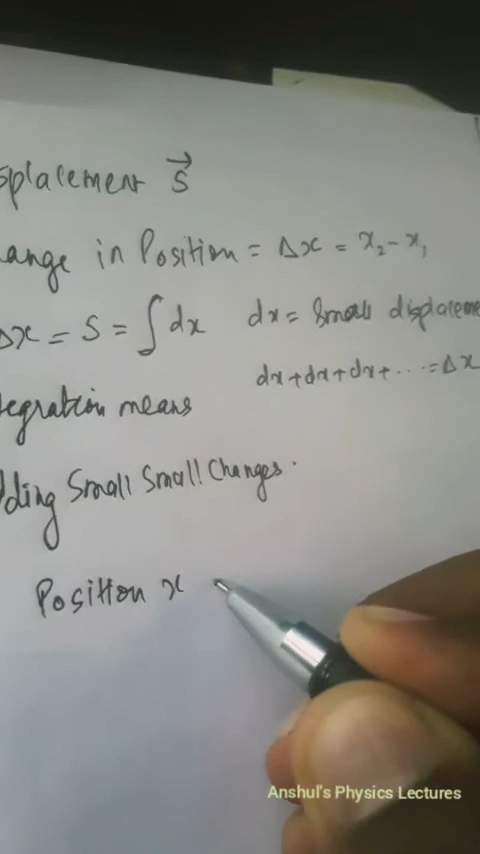 splacement s⃗
ange in Position = Δx = x₂ - x₁
Δx = S = ∫dx dx = Small displaceme
dx+dx+dx+... = Δx
tegration means
dding Small Small Changes.
Position x
Anshul's Physics Lectures